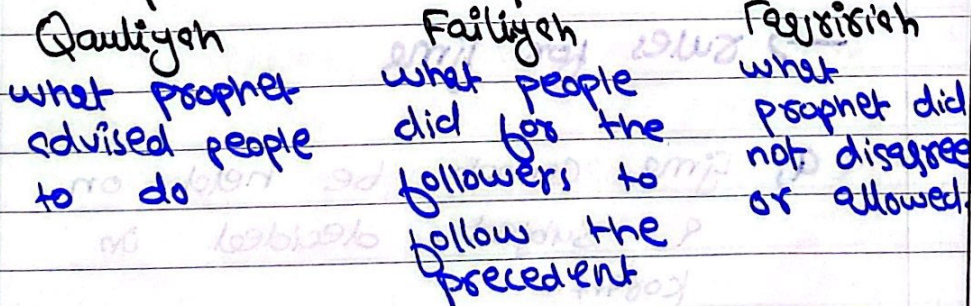 Qauliyah
what prophet
advised people
to do
Failiyah
what people
did for the
followers to
follow the
precedent
Taqririah
what
prophet did
not disagree
or allowed.